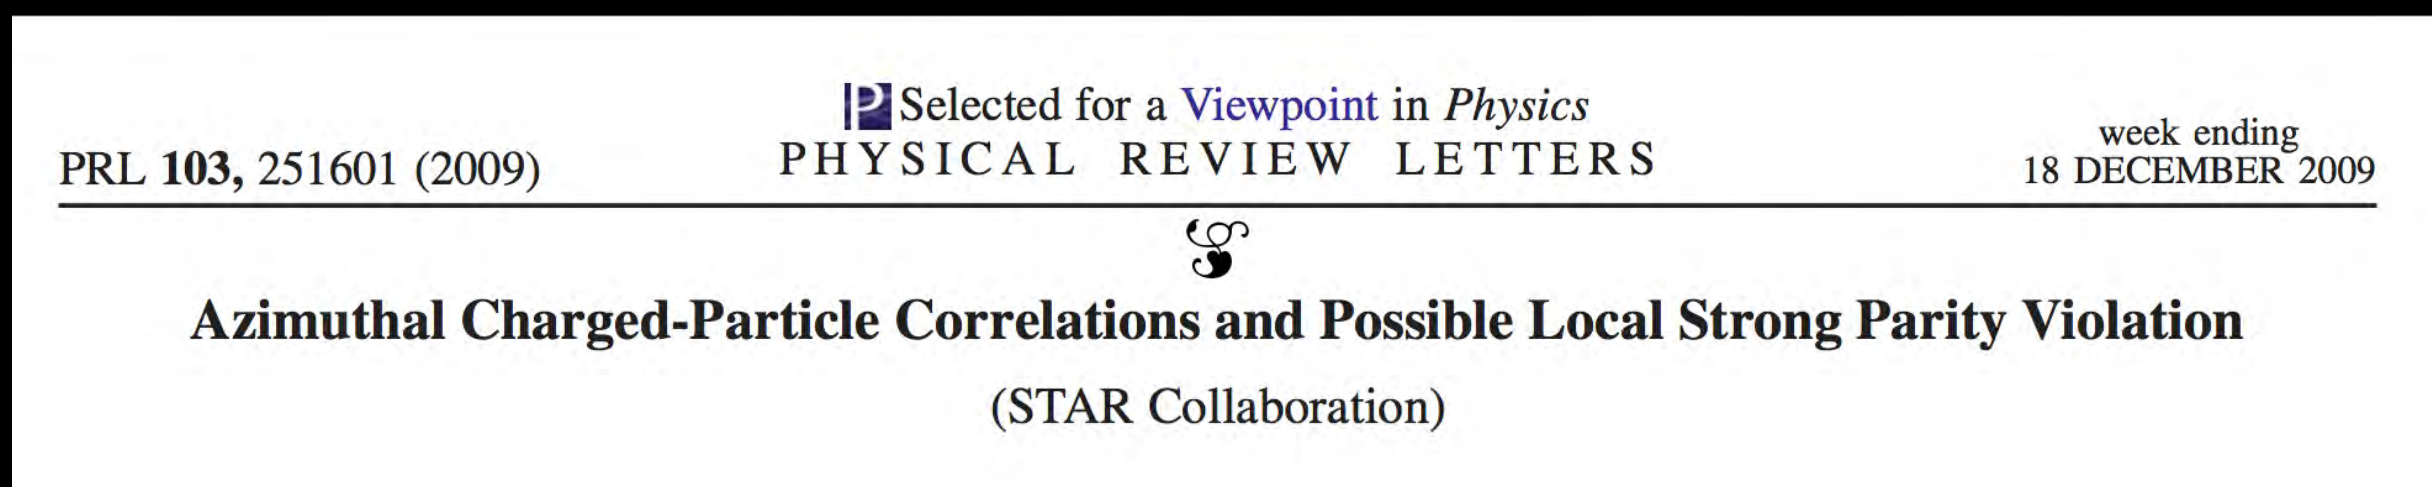 P Selected for a Viewpoint in Physics
PRL 103, 251601 (2009)
PHYSICAL REVIEW LETTERS
week ending
18 DECEMBER 2009
Azimuthal Charged-Particle Correlations and Possible Local Strong Parity Violation
(STAR Collaboration)